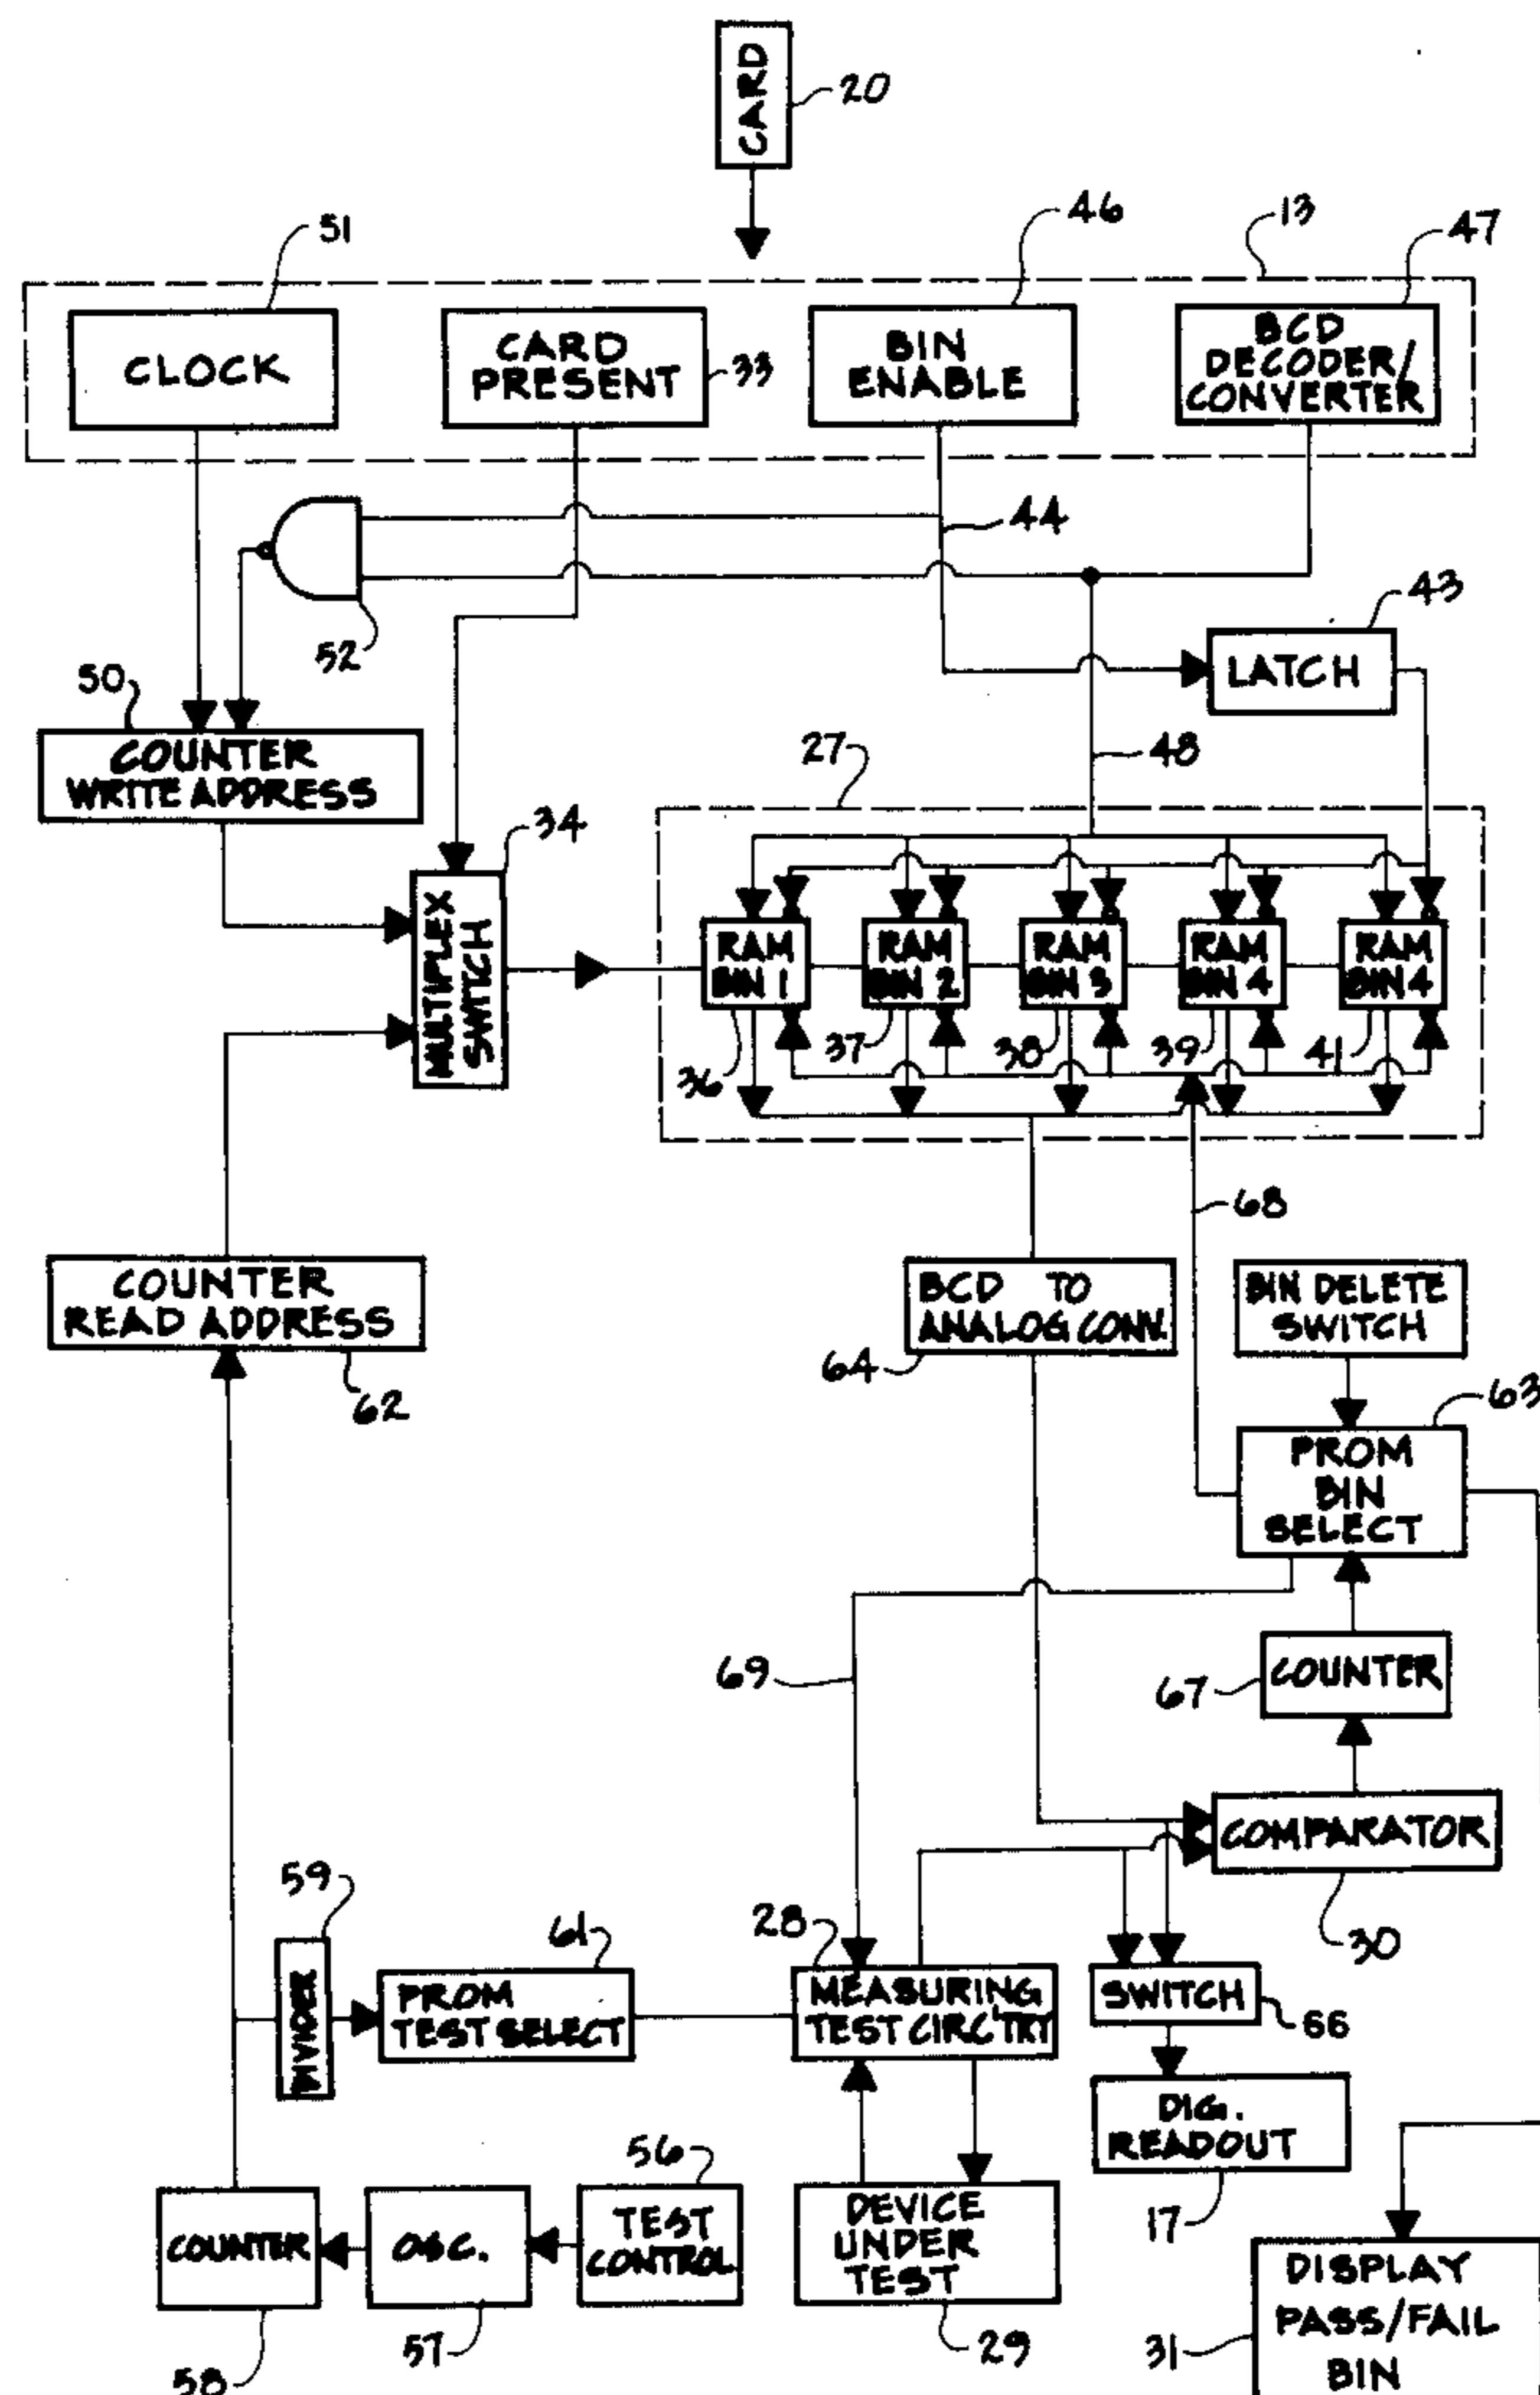 CARD
20
51
46
13
47
CLOCK
CARD
PRESENT
33
BIN
ENABLE
BCD
DECODER/
CONVERTER
44
52
43
LATCH
50
COUNTER
WRITE ADDRESS
27
48
34
MULTIPLEX
SWITCH
RAM
BIN 1
RAM
BIN 2
RAM
BIN 3
RAM
BIN 4
RAM
BIN 4
36
37
38
39
41
68
COUNTER
READ ADDRESS
62
BCD TO
ANALOG CONV.
64
BIN DELETE
SWITCH
63
PROM
BIN
SELECT
69
67
COUNTER
COMPARATOR
30
59
DIVIDER
61
PROM
TEST SELECT
28
MEASURING
TEST CIRC'TRY
SWITCH
66
DIG.
READOUT
17
COUNTER
58
OSC.
57
56
TEST
CONTROL
DEVICE
UNDER
TEST
29
31
DISPLAY
PASS/FAIL
BIN